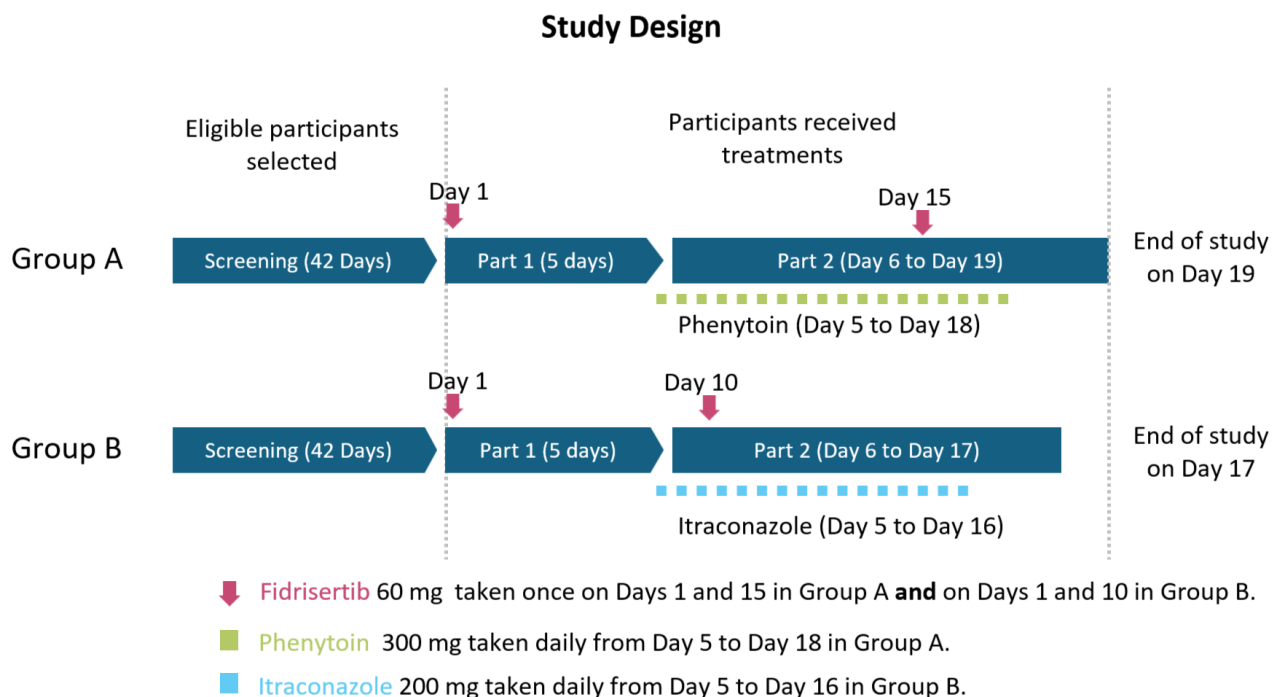 Study Design
Eligible participants
selected
Participants received
treatments
Day 1
Day 15
Group A
Screening (42 Days)
Part 1 (5 days)
Part 2 (Day 6 to Day 19)
End of study
on Day 19
Phenytoin (Day 5 to Day 18)
Day 1
Day 10
Group B
Screening (42 Days)
Part 1 (5 days)
Part 2 (Day 6 to Day 17)
End of study
on Day 17
Itraconazole (Day 5 to Day 16)
Fidrisertib 60 mg taken once on Days 1 and 15 in Group A and on Days 1 and 10 in Group B.
Phenytoin 300 mg taken daily from Day 5 to Day 18 in Group A.
Itraconazole 200 mg taken daily from Day 5 to Day 16 in Group B.